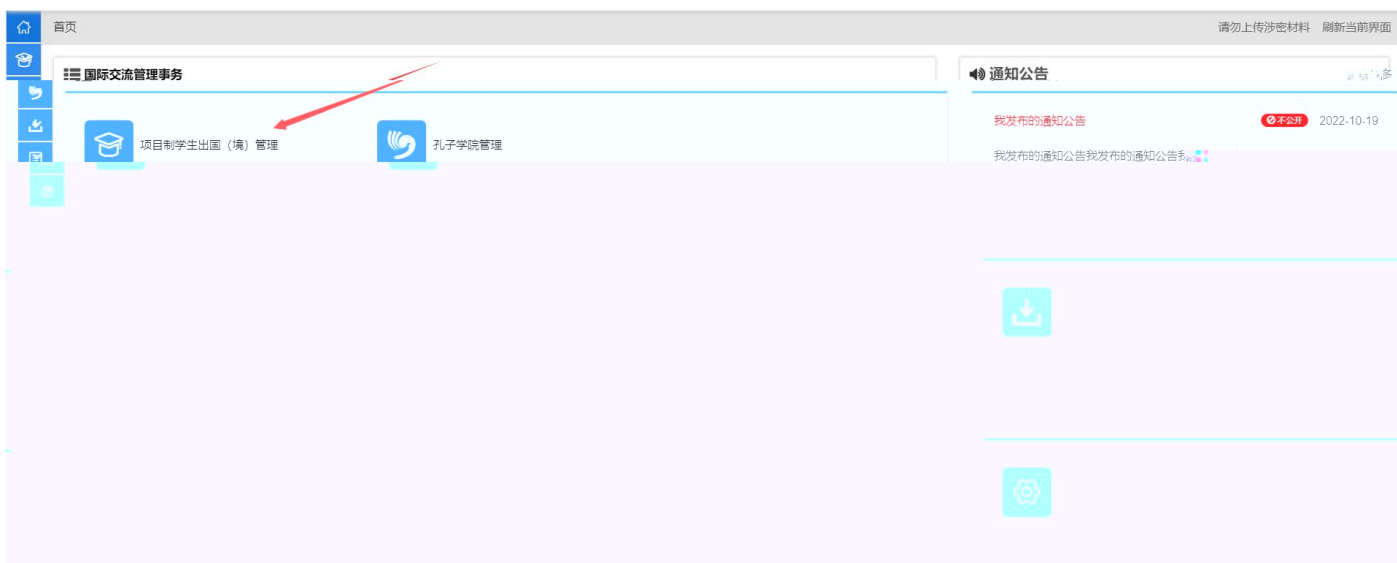 首页
请勿上传涉密材料 刷新当前界面
国际交流管理事务
通知公告
多
项目制学生出国（境）管理
孔子学院管理
我发布的通知公告
不公开 2022-10-19
我发布的通知公告我发布的通知公告